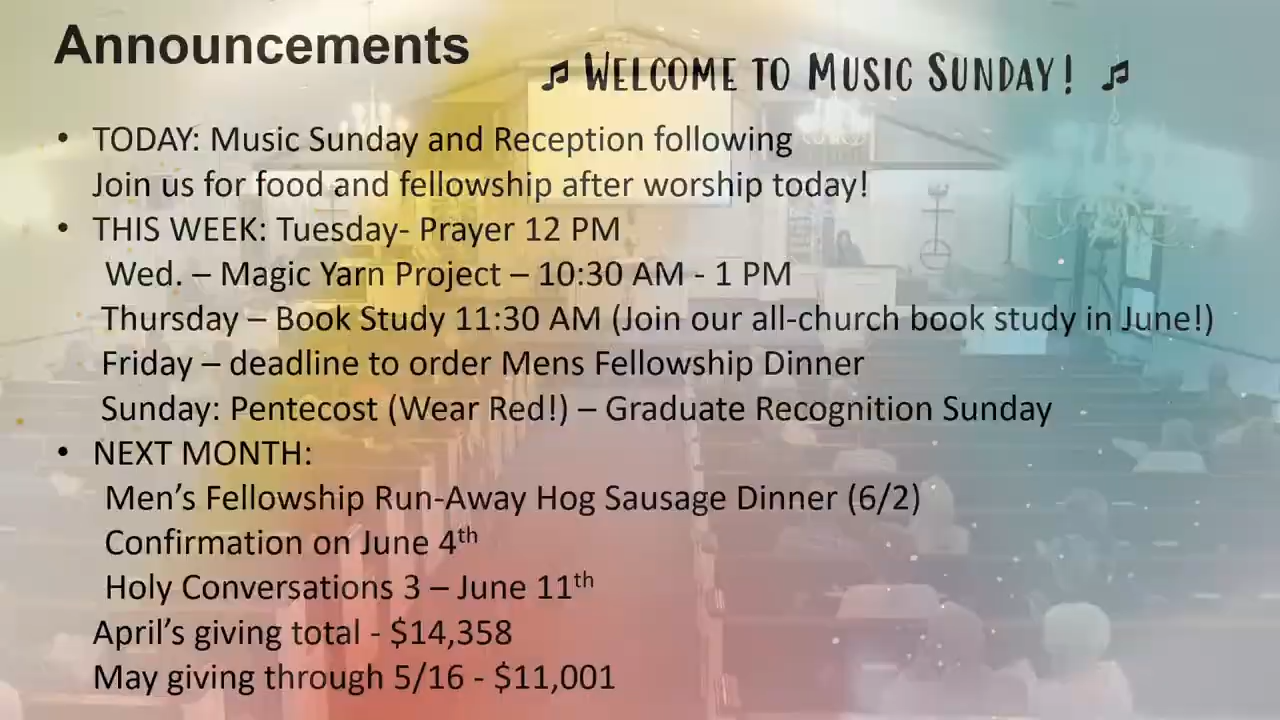 Announcements
♫ WELCOME TO MUSIC SUNDAY! ♫
• TODAY: Music Sunday and Reception following
Join us for food and fellowship after worship today!
• THIS WEEK: Tuesday- Prayer 12 PM
Wed. – Magic Yarn Project – 10:30 AM - 1 PM
Thursday – Book Study 11:30 AM (Join our all-church book study in June!)
Friday – deadline to order Mens Fellowship Dinner
Sunday: Pentecost (Wear Red!) – Graduate Recognition Sunday
• NEXT MONTH:
Men’s Fellowship Run-Away Hog Sausage Dinner (6/2)
Confirmation on June 4th
Holy Conversations 3 – June 11th
April’s giving total - $14,358
May giving through 5/16 - $11,001